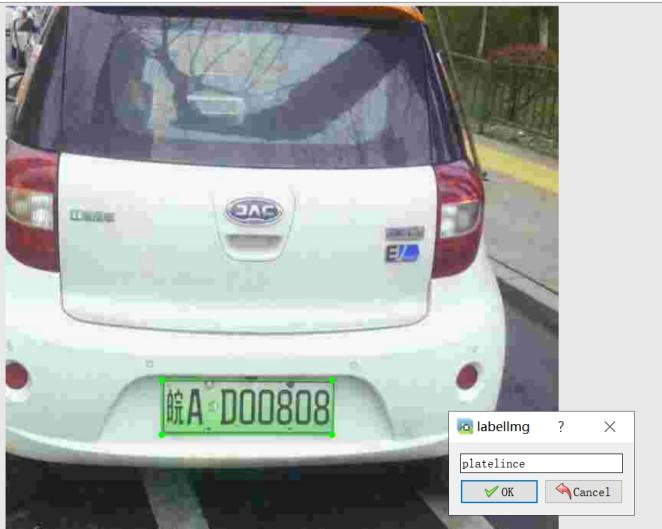 JAC
皖A·D00808
labelImg ? ×
platelince
OK Cancel